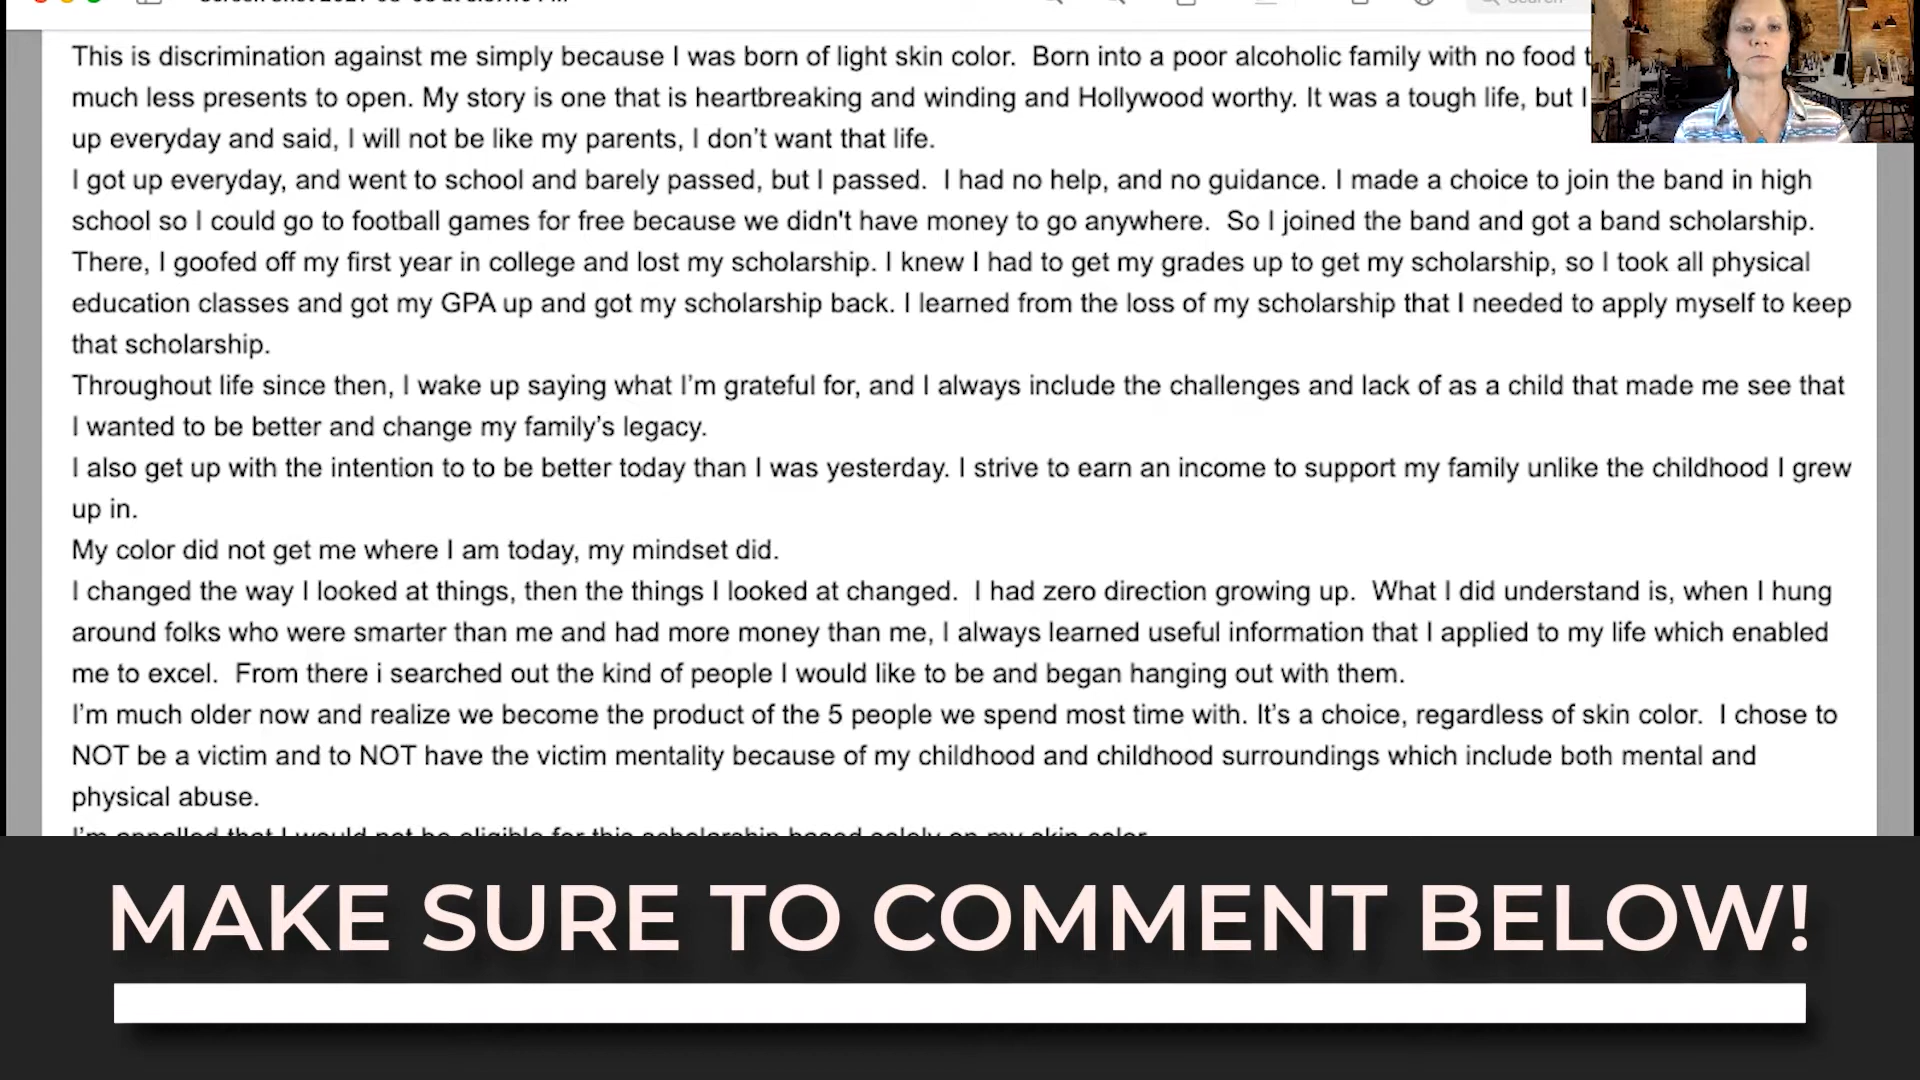 Search
This is discrimination against me simply because I was born of light skin color. Born into a poor alcoholic family with no food
much less presents to open. My story is one that is heartbreaking and winding and Hollywood worthy. It was a tough life, but I
up everyday and said, I will not be like my parents, I don’t want that life.
I got up everyday, and went to school and barely passed, but I passed. I had no help, and no guidance. I made a choice to join the band in high
school so I could go to football games for free because we didn't have money to go anywhere. So I joined the band and got a band scholarship.
There, I goofed off my first year in college and lost my scholarship. I knew I had to get my grades up to get my scholarship, so I took all physical
education classes and got my GPA up and got my scholarship back. I learned from the loss of my scholarship that I needed to apply myself to keep
that scholarship.
Throughout life since then, I wake up saying what I’m grateful for, and I always include the challenges and lack of as a child that made me see that
I wanted to be better and change my family’s legacy.
I also get up with the intention to to be better today than I was yesterday. I strive to earn an income to support my family unlike the childhood I grew
up in.
My color did not get me where I am today, my mindset did.
I changed the way I looked at things, then the things I looked at changed. I had zero direction growing up. What I did understand is, when I hung
around folks who were smarter than me and had more money than me, I always learned useful information that I applied to my life which enabled
me to excel. From there i searched out the kind of people I would like to be and began hanging out with them.
I’m much older now and realize we become the product of the 5 people we spend most time with. It’s a choice, regardless of skin color. I chose to
NOT be a victim and to NOT have the victim mentality because of my childhood and childhood surroundings which include both mental and
physical abuse.
I’m appalled that I would not be eligible for this scholarship based solely on my skin color
MAKE SURE TO COMMENT BELOW!